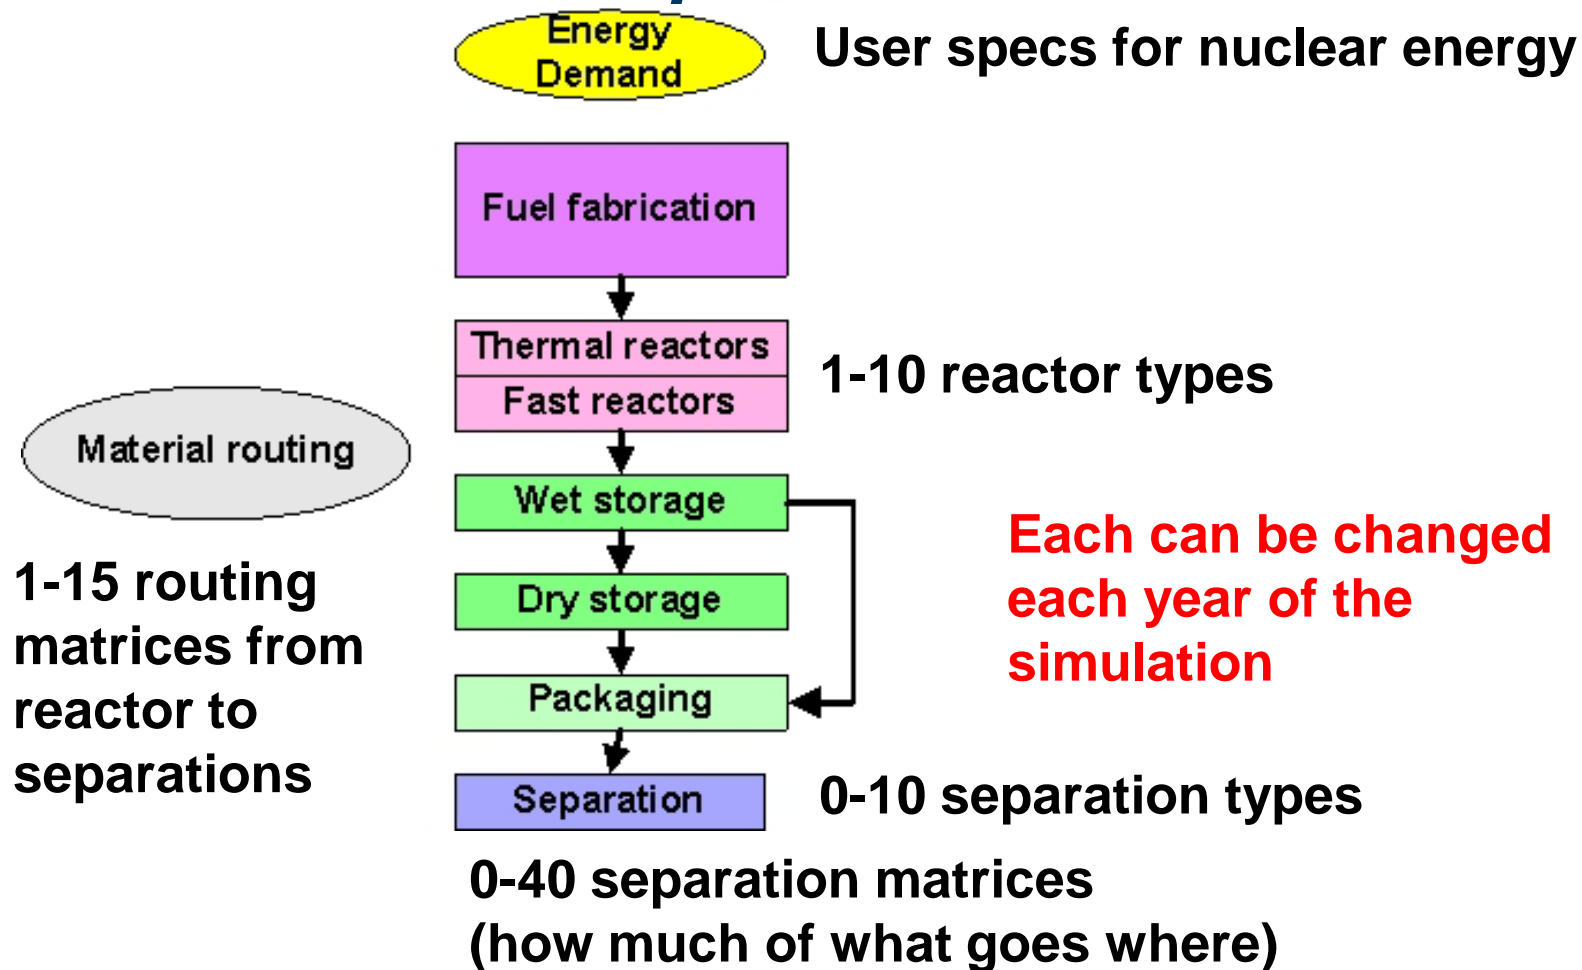 Energy
Demand
User specs for nuclear energy
Fuel fabrication
Thermal reactors
Fast reactors
1-10 reactor types
Material routing
Wet storage
Each can be changed
each year of the
simulation
1-15 routing
matrices from
reactor to
separations
Dry storage
Packaging
Separation
0-10 separation types
0-40 separation matrices
(how much of what goes where)